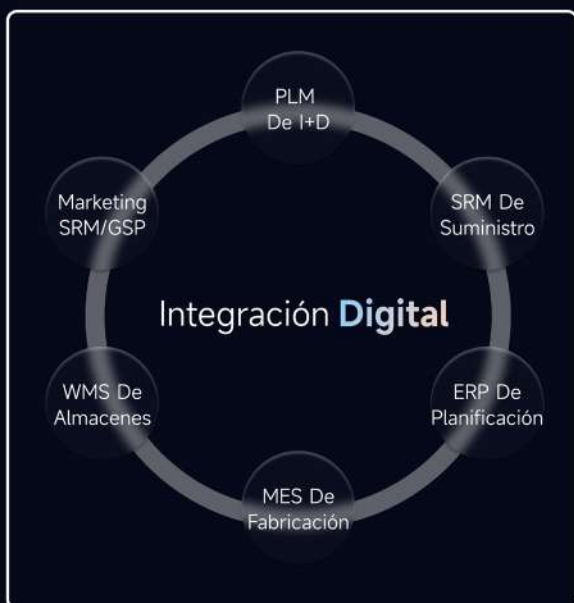 PLM
De I+D
Marketing
SRM/GSP
SRM De
Suministro
Integración Digital
WMS De
Almacenes
ERP De
Planificación
MES De
Fabricación